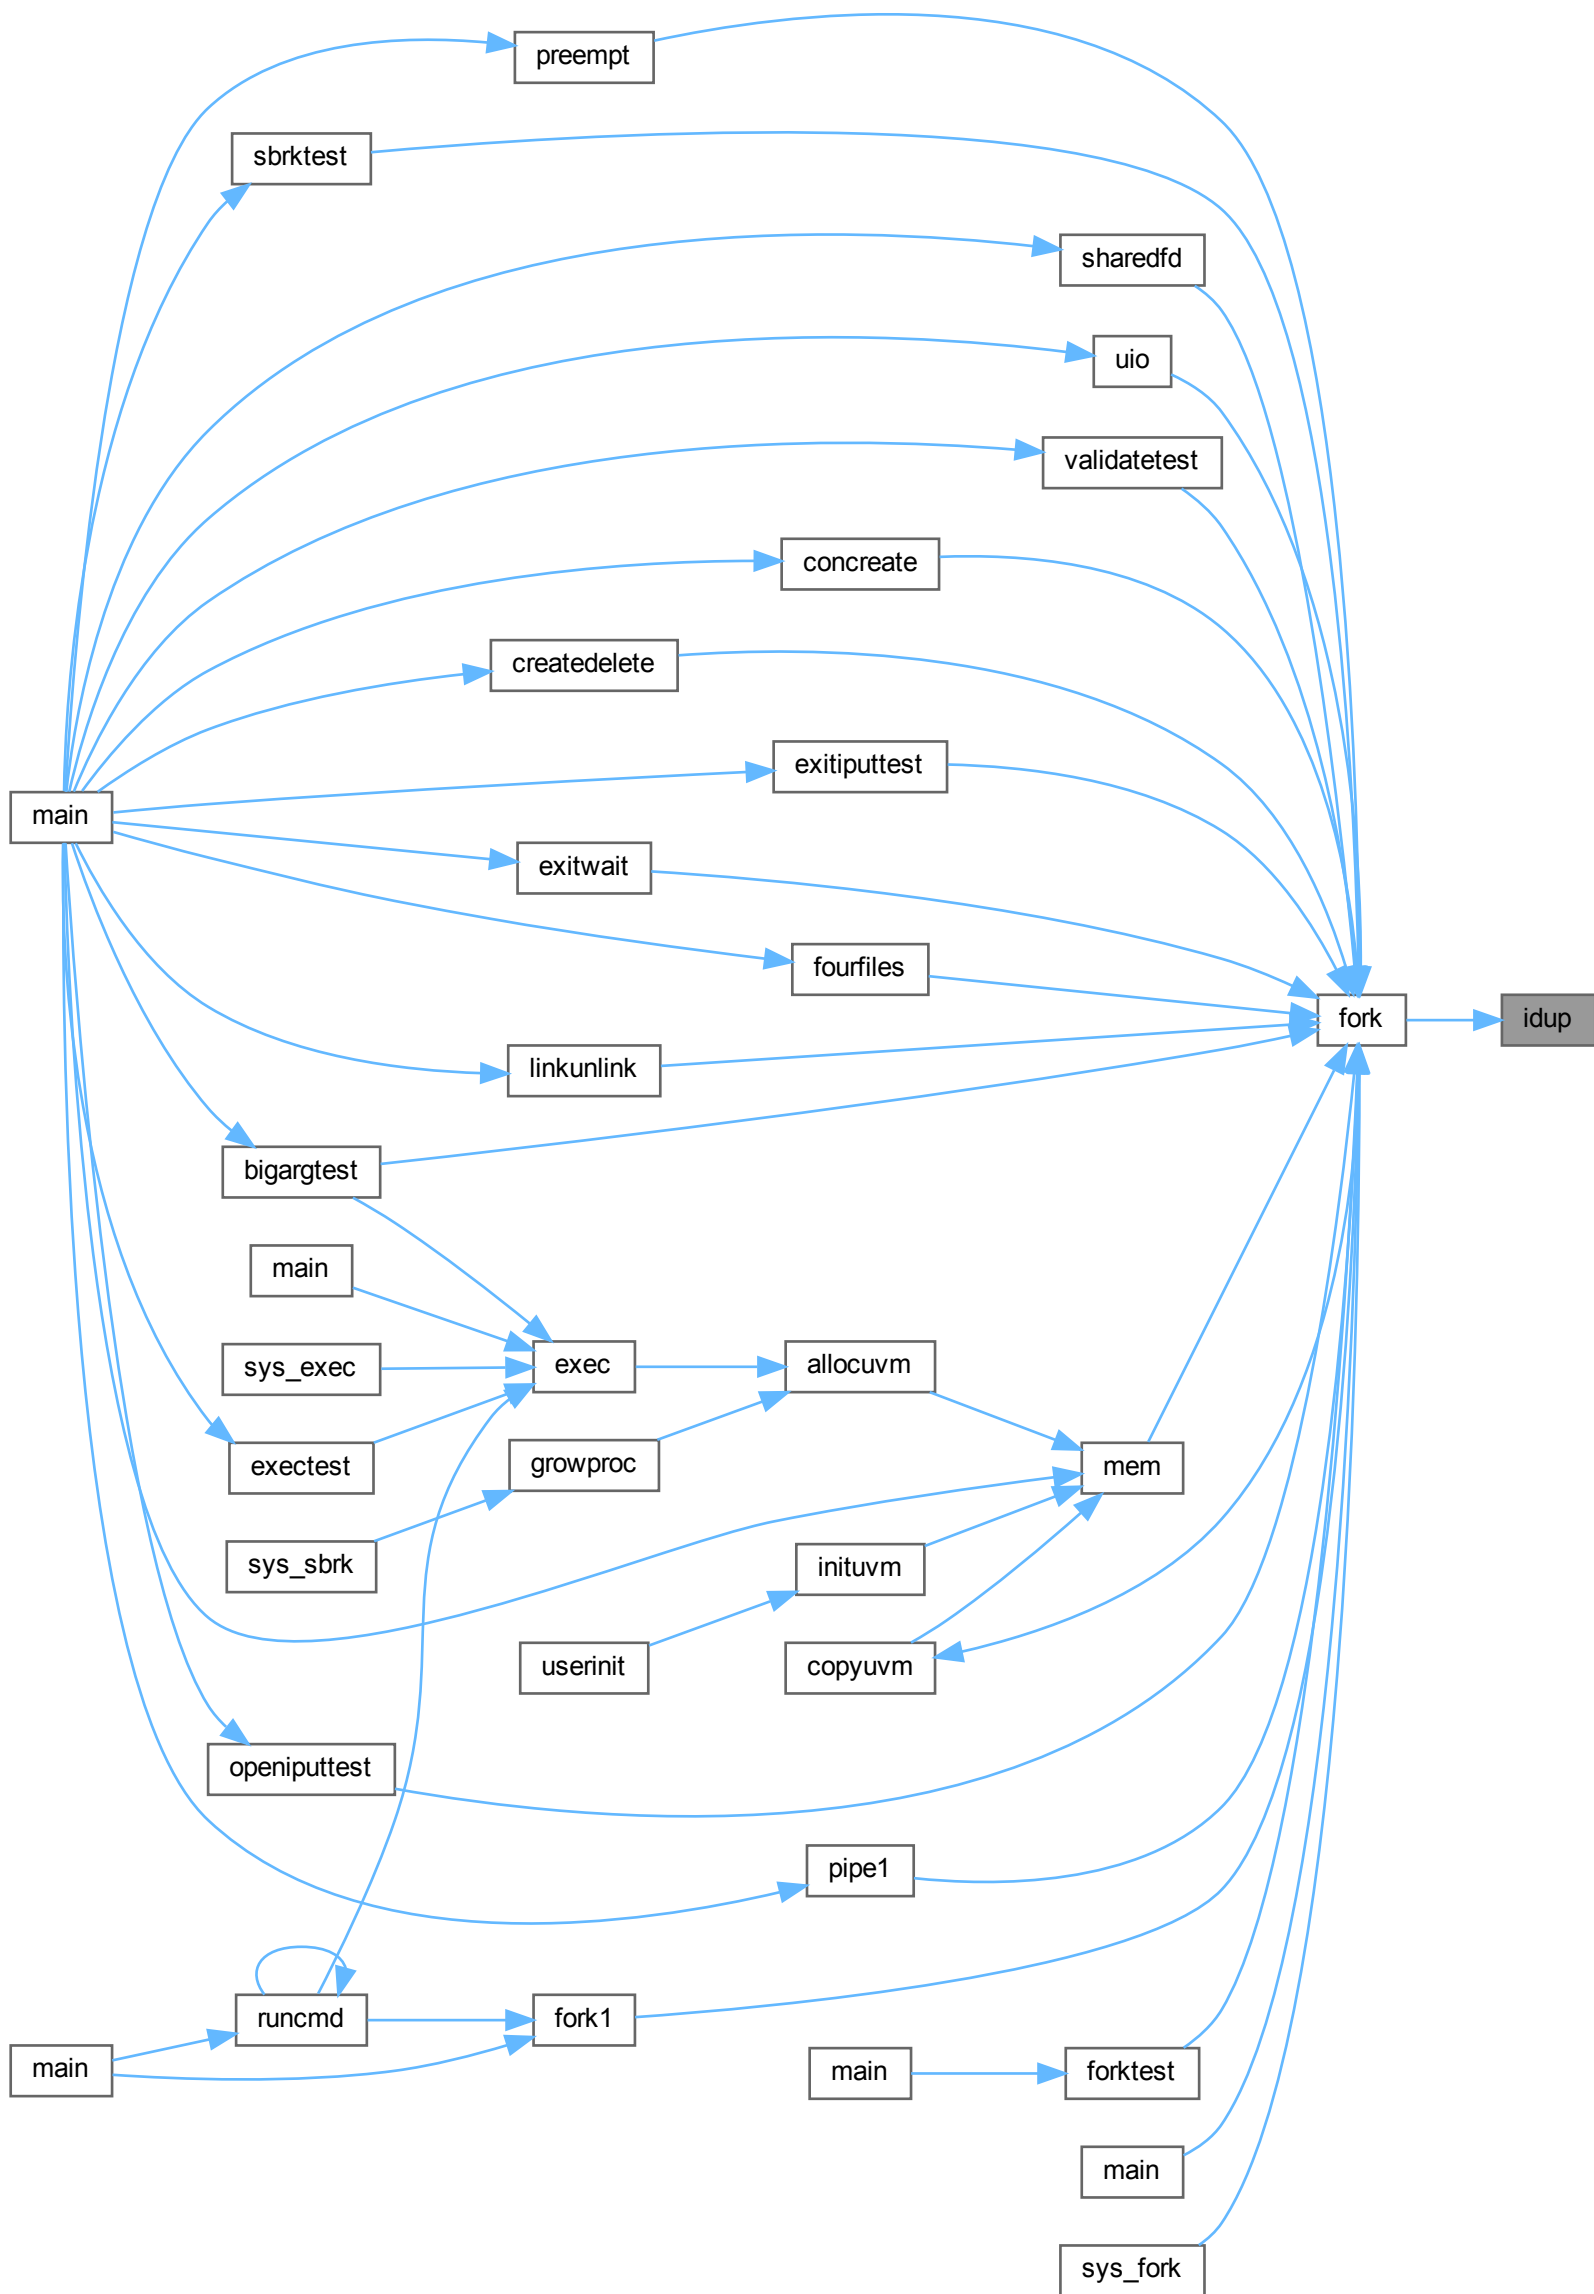 preempt
sbrktest
sharedfd
uio
validatetest
concreate
createdelete
exitiputtest
main
exitwait
fourfiles
fork
idup
linkunlink
bigargtest
main
sys_exec
exec
allocuvm
exectest
growproc
mem
sys_sbrk
inituvm
userinit
copyuvm
openiputtest
pipe1
runcmd
fork1
main
main
forktest
main
sys_fork